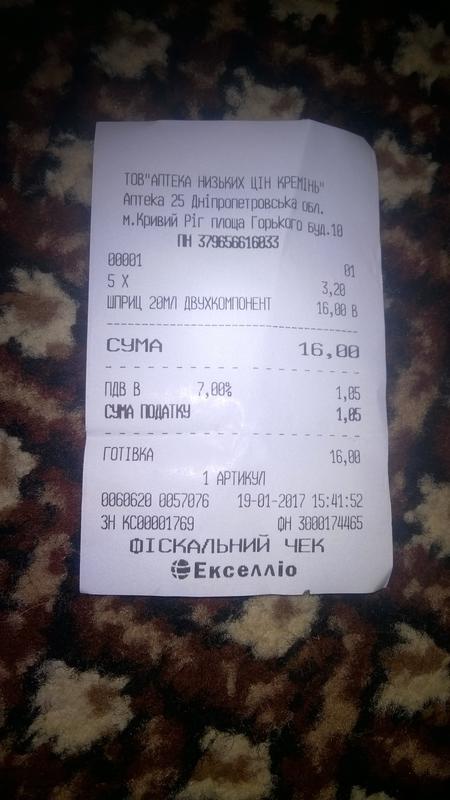 ТОВ"АПТЕКА НИЗЬКИХ ЦІН КРЕМІНЬ"
Аптека 25 Дніпропетровська обл.
м.Кривий Ріг площа Горького буд.10
ПН 379656616033
00001 01
5 X 3,20
ШПРИЦ 20МЛ ДВУХКОМПОНЕНТ 16,00 В
СУМА 16,00
ПДВ В 7,00% 1,05
СУМА ПОДАТКУ 1,05
ГОТІВКА 16,00
1 АРТИКУЛ
0060620 0057076 19-01-2017 15:41:52
ЗН КС00001769 ФН 3000174465
ФІСКАЛЬНИЙ ЧЕК
Екселліо